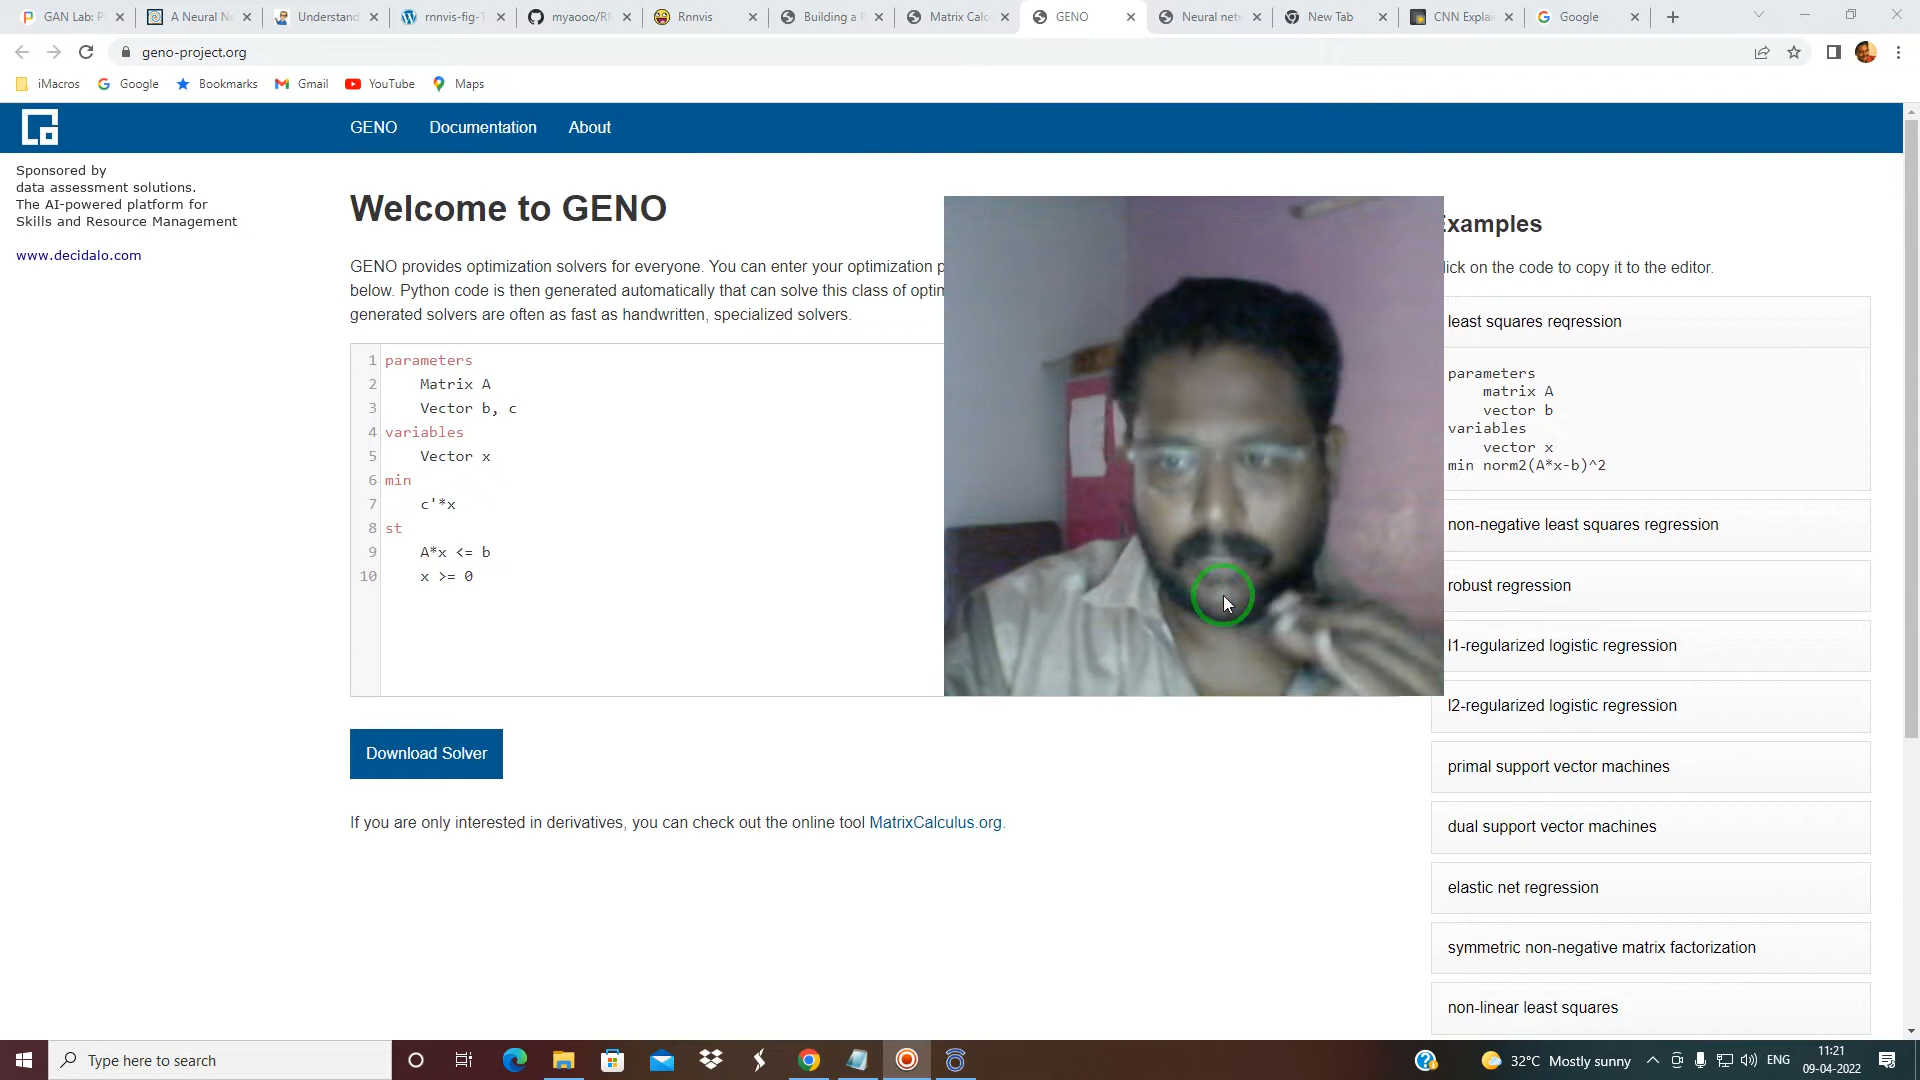 GAN Lab: P
A Neural Ne
Understand
rnnvis-fig-1
myaooo/RN
Rnnvis
Building a R
Matrix Calc
GENO
Neural netw
New Tab
CNN Explai
Google
geno-project.org
iMacros
Google
Bookmarks
Gmail
YouTube
Maps
GENO
Documentation
About
Sponsored by
data assessment solutions.
The AI-powered platform for
Skills and Resource Management
www.decidalo.com
Welcome to GENO
GENO provides optimization solvers for everyone. You can enter your optimization p
below. Python code is then generated automatically that can solve this class of optim
generated solvers are often as fast as handwritten, specialized solvers.
1 parameters
2 Matrix A
3 Vector b, c
4 variables
5 Vector x
6 min
7 c'*x
8 st
9 A*x <= b
10 x >= 0
Download Solver
If you are only interested in derivatives, you can check out the online tool MatrixCalculus.org.
Examples
lick on the code to copy it to the editor.
least squares regression
parameters
matrix A
vector b
variables
vector x
min norm2(A*x-b)^2
non-negative least squares regression
robust regression
l1-regularized logistic regression
l2-regularized logistic regression
primal support vector machines
dual support vector machines
elastic net regression
symmetric non-negative matrix factorization
non-linear least squares
Type here to search
32°C Mostly sunny
ENG
11:21
09-04-2022